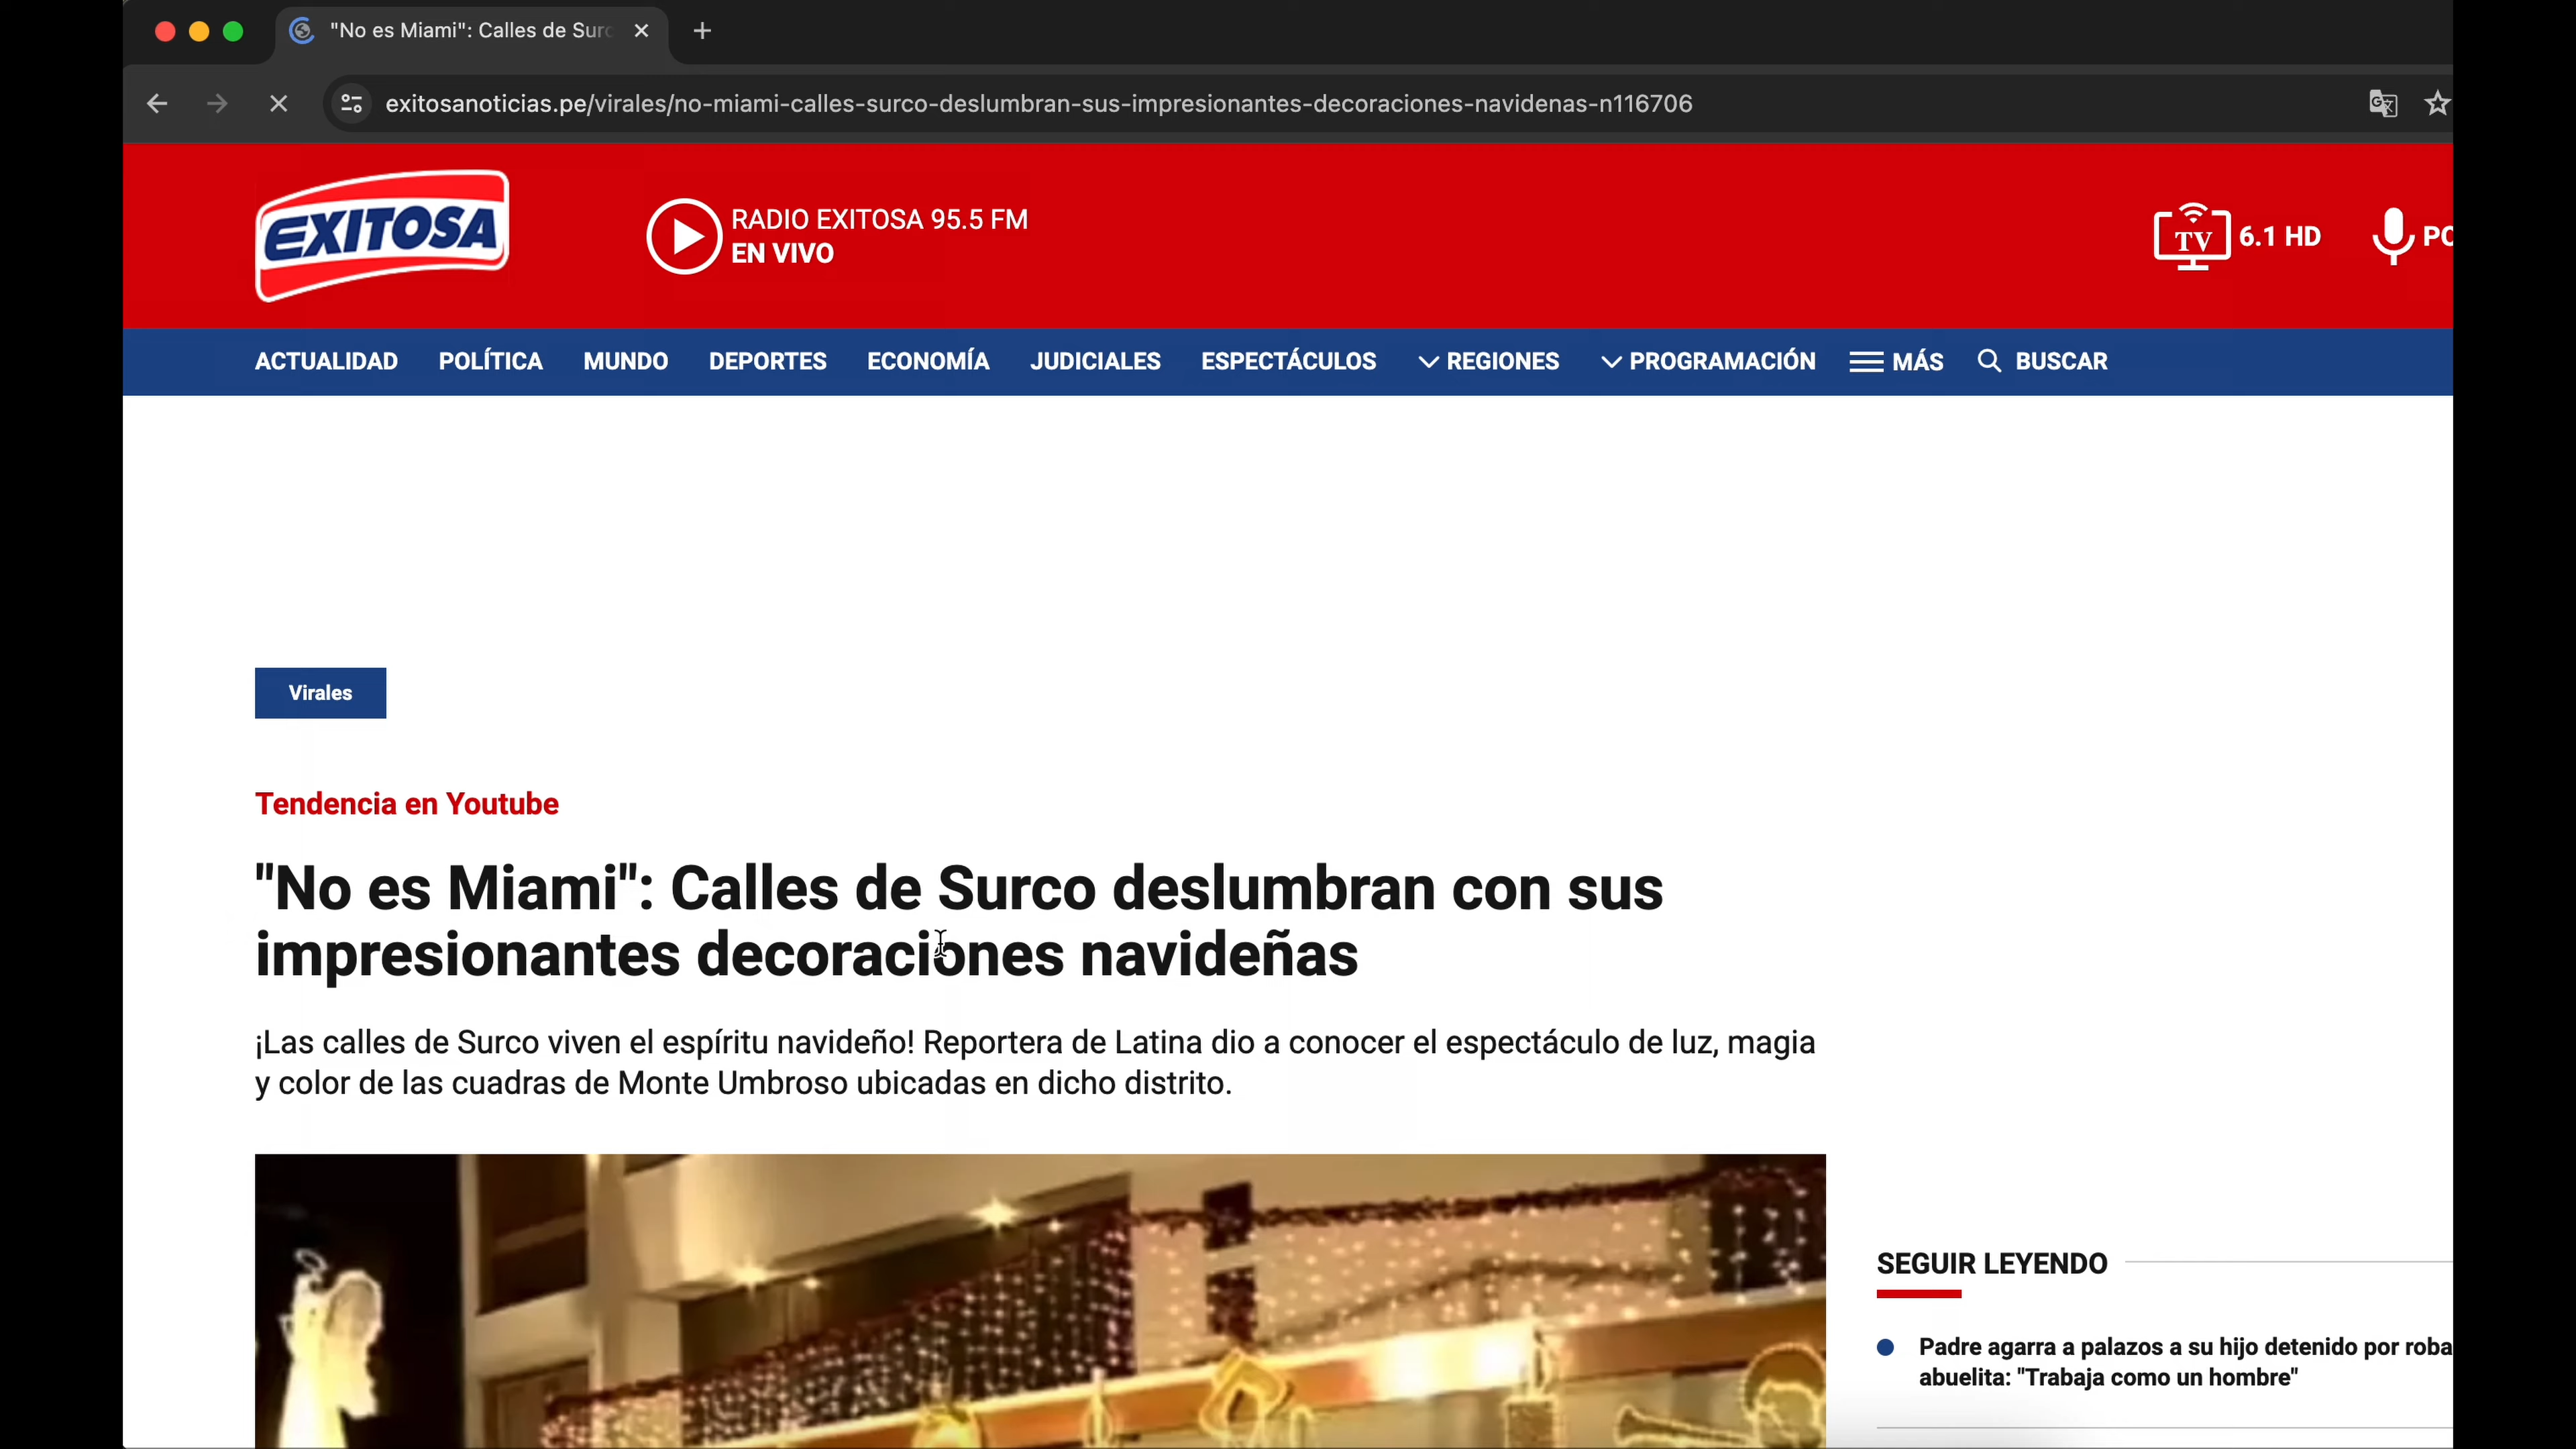 "No es Miami": Calles de Surc
exitosanoticias.pe/virales/no-miami-calles-surco-deslumbran-sus-impresionantes-decoraciones-navidenas-n116706
EXITOSA
RADIO EXITOSA 95.5 FM
EN VIVO
TV 6.1 HD
ACTUALIDAD POLÍTICA MUNDO DEPORTES ECONOMÍA JUDICIALES ESPECTÁCULOS REGIONES PROGRAMACIÓN MÁS BUSCAR
Virales
Tendencia en Youtube
"No es Miami": Calles de Surco deslumbran con sus
impresionantes decoraciones navideñas
¡Las calles de Surco viven el espíritu navideño! Reportera de Latina dio a conocer el espectáculo de luz, magia
y color de las cuadras de Monte Umbroso ubicadas en dicho distrito.
SEGUIR LEYENDO
Padre agarra a palazos a su hijo detenido por roba
abuelita: "Trabaja como un hombre"